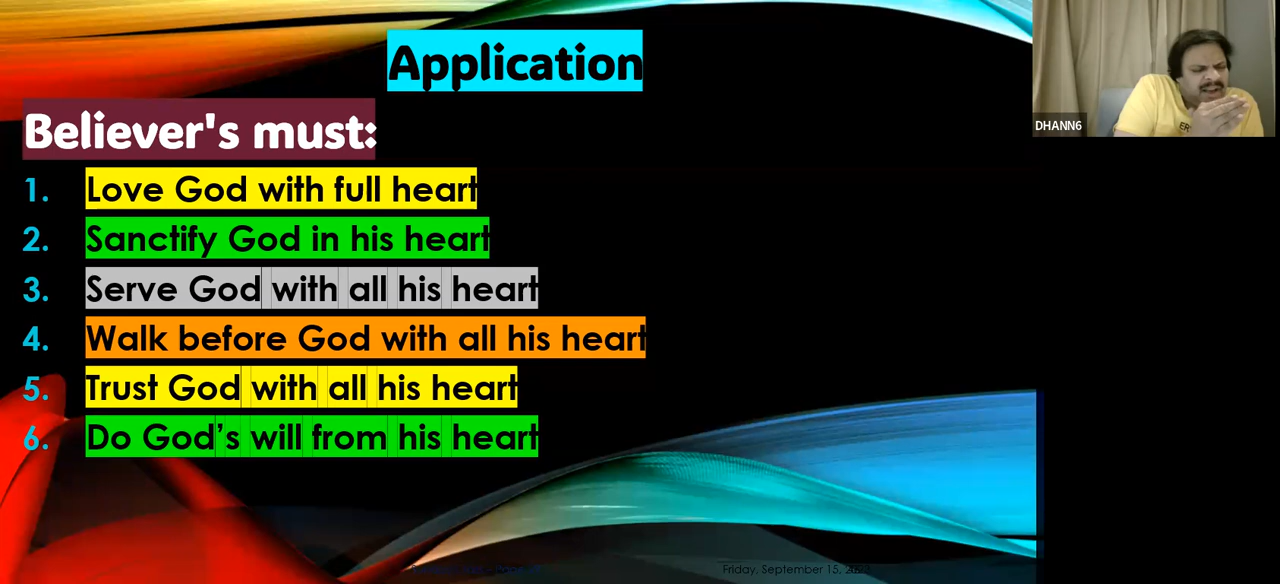 Application
Believer's must:
1. Love God with full heart
2. Sanctify God in his heart
3. Serve God with all his heart
4. Walk before God with all his heart
5. Trust God with all his heart
6. Do God’s will from his heart
DHANN6
Friday, September 15,